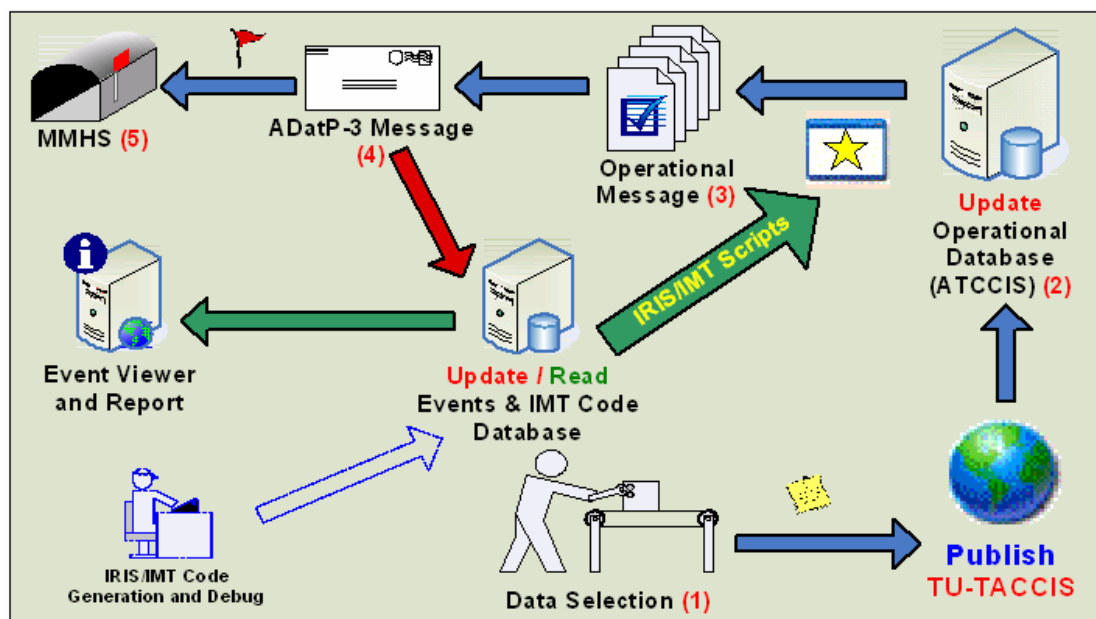 MMHS (5)
ADatP-3 Message
(4)
Operational
Message (3)
Update
Operational
Database
(ATCCIS) (2)
IRIS/IMT Scripts
Event Viewer
and Report
Update / Read
Events & IMT Code
Database
IRIS/IMT Code
Generation and Debug
Data Selection (1)
Publish
TU-TACCIS